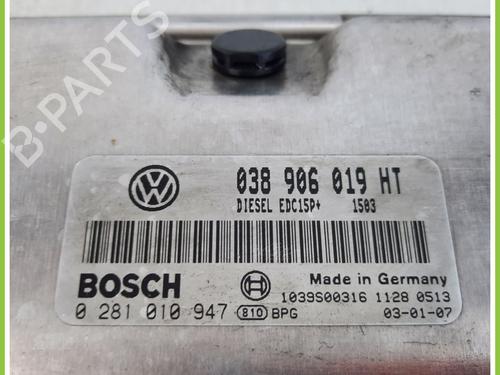 B-PARTS
038 906 019 HT
DIESEL EDC15P+ 1503
BOSCH
Made in Germany
1039S00316 1128 0513
0 281 010 947 810 BPG 03-01-07